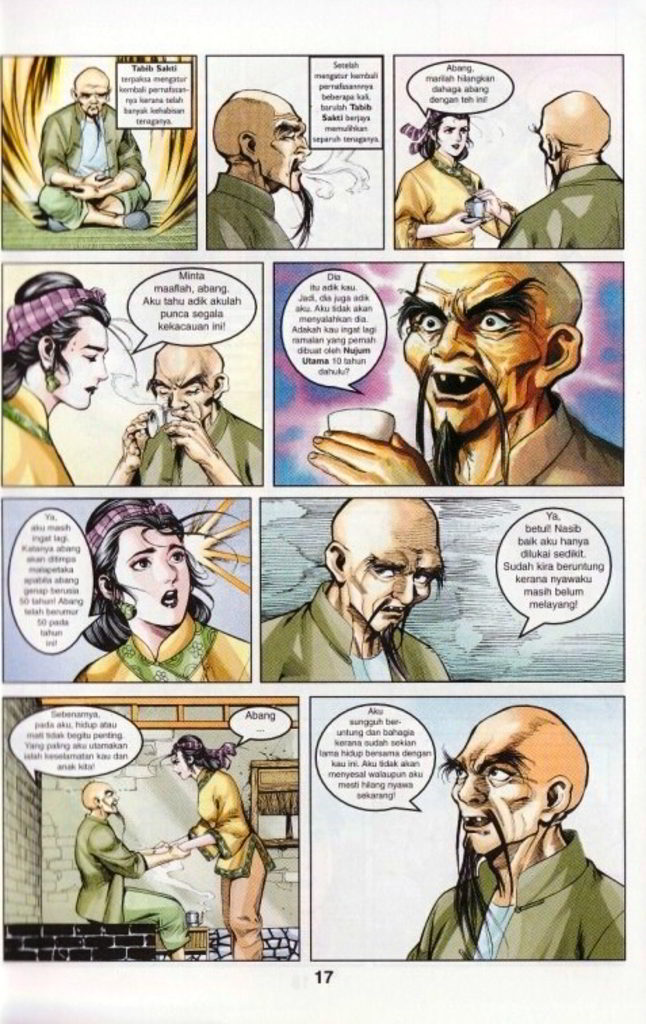 Tabib Sakti
terpaksa mengatur
kembali pernafasan-
nya kerana telah
banyak kehabisan
tenaganya.
Setelah
mengatur kembali
pernafasannnya
beberapa kali,
barulah Tabib
Sakti berjaya
memulihkan
separuh tenaganya.
Abang,
marilah hilangkan
dahaga abang
dengan teh ini!
Minta
maaflah, abang.
Aku tahu adik akulah
punca segala
kekacauan ini!
Dia
itu adik kau.
Jadi, dia juga adik
aku. Aku tidak akan
menyalahkan dia.
Adakah kau ingat lagi
ramalan yang pernah
dibuat oleh Nujum
Utama 10 tahun
dahulu?
Ya,
aku masih
ingat lagi.
Katanya abang
akan ditimpa
malapetaka
apabila abang
genap berusia
50 tahun! Abang
telah berumur
50 pada
tahun
ini!
Ya,
betul! Nasib
baik aku hanya
dilukai sedikit.
Sudah kira beruntung
kerana nyawaku
masih belum
melayang!
Sebenarnya,
pada aku, hidup atau
mati tidak begitu penting.
Yang paling aku utamakan
ialah keselamatan kau dan
anak kita!
Abang
...
Aku
sungguh ber-
untung dan bahagia
kerana sudah sekian
lama hidup bersama dengan
kau ini. Aku tidak akan
menyesal walaupun aku
mesti hilang nyawa
sekarang!
17